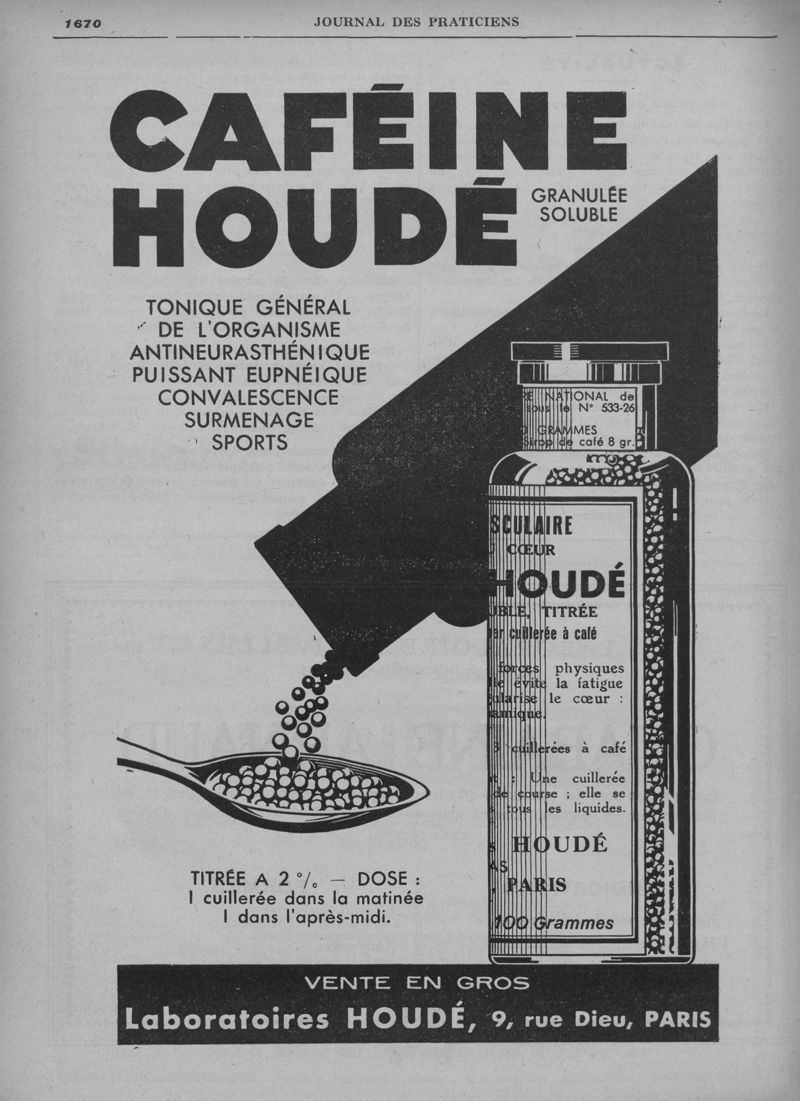 1670
JOURNAL DES PRATICIENS
CAFÉINE
HOUDÉ
GRANULÉE
SOLUBLE
TONIQUE GÉNÉRAL
DE L'ORGANISME
ANTINEURASTHÉNIQUE
PUISSANT EUPNÉIQUE
CONVALESCENCE
SURMENAGE
SPORTS
NATIONAL de
sous le Nº 533-26
GRAMMES
Sirop de café 8 gr.
SCULAIRE
CŒUR
HOUDÉ
UBLE, TITRÉE
par cuillerée à café
forces physiques
lle évite la fatigue
ularise le cœur :
amique.
3 cuillerées à café
: Une cuillerée
de course ; elle se
tous les liquides.
HOUDÉ
AS
PARIS
100 Grammes
TITRÉE A 2 % — DOSE :
1 cuillerée dans la matinée
1 dans l'après-midi.
VENTE EN GROS
Laboratoires HOUDÉ, 9, rue Dieu, PARIS